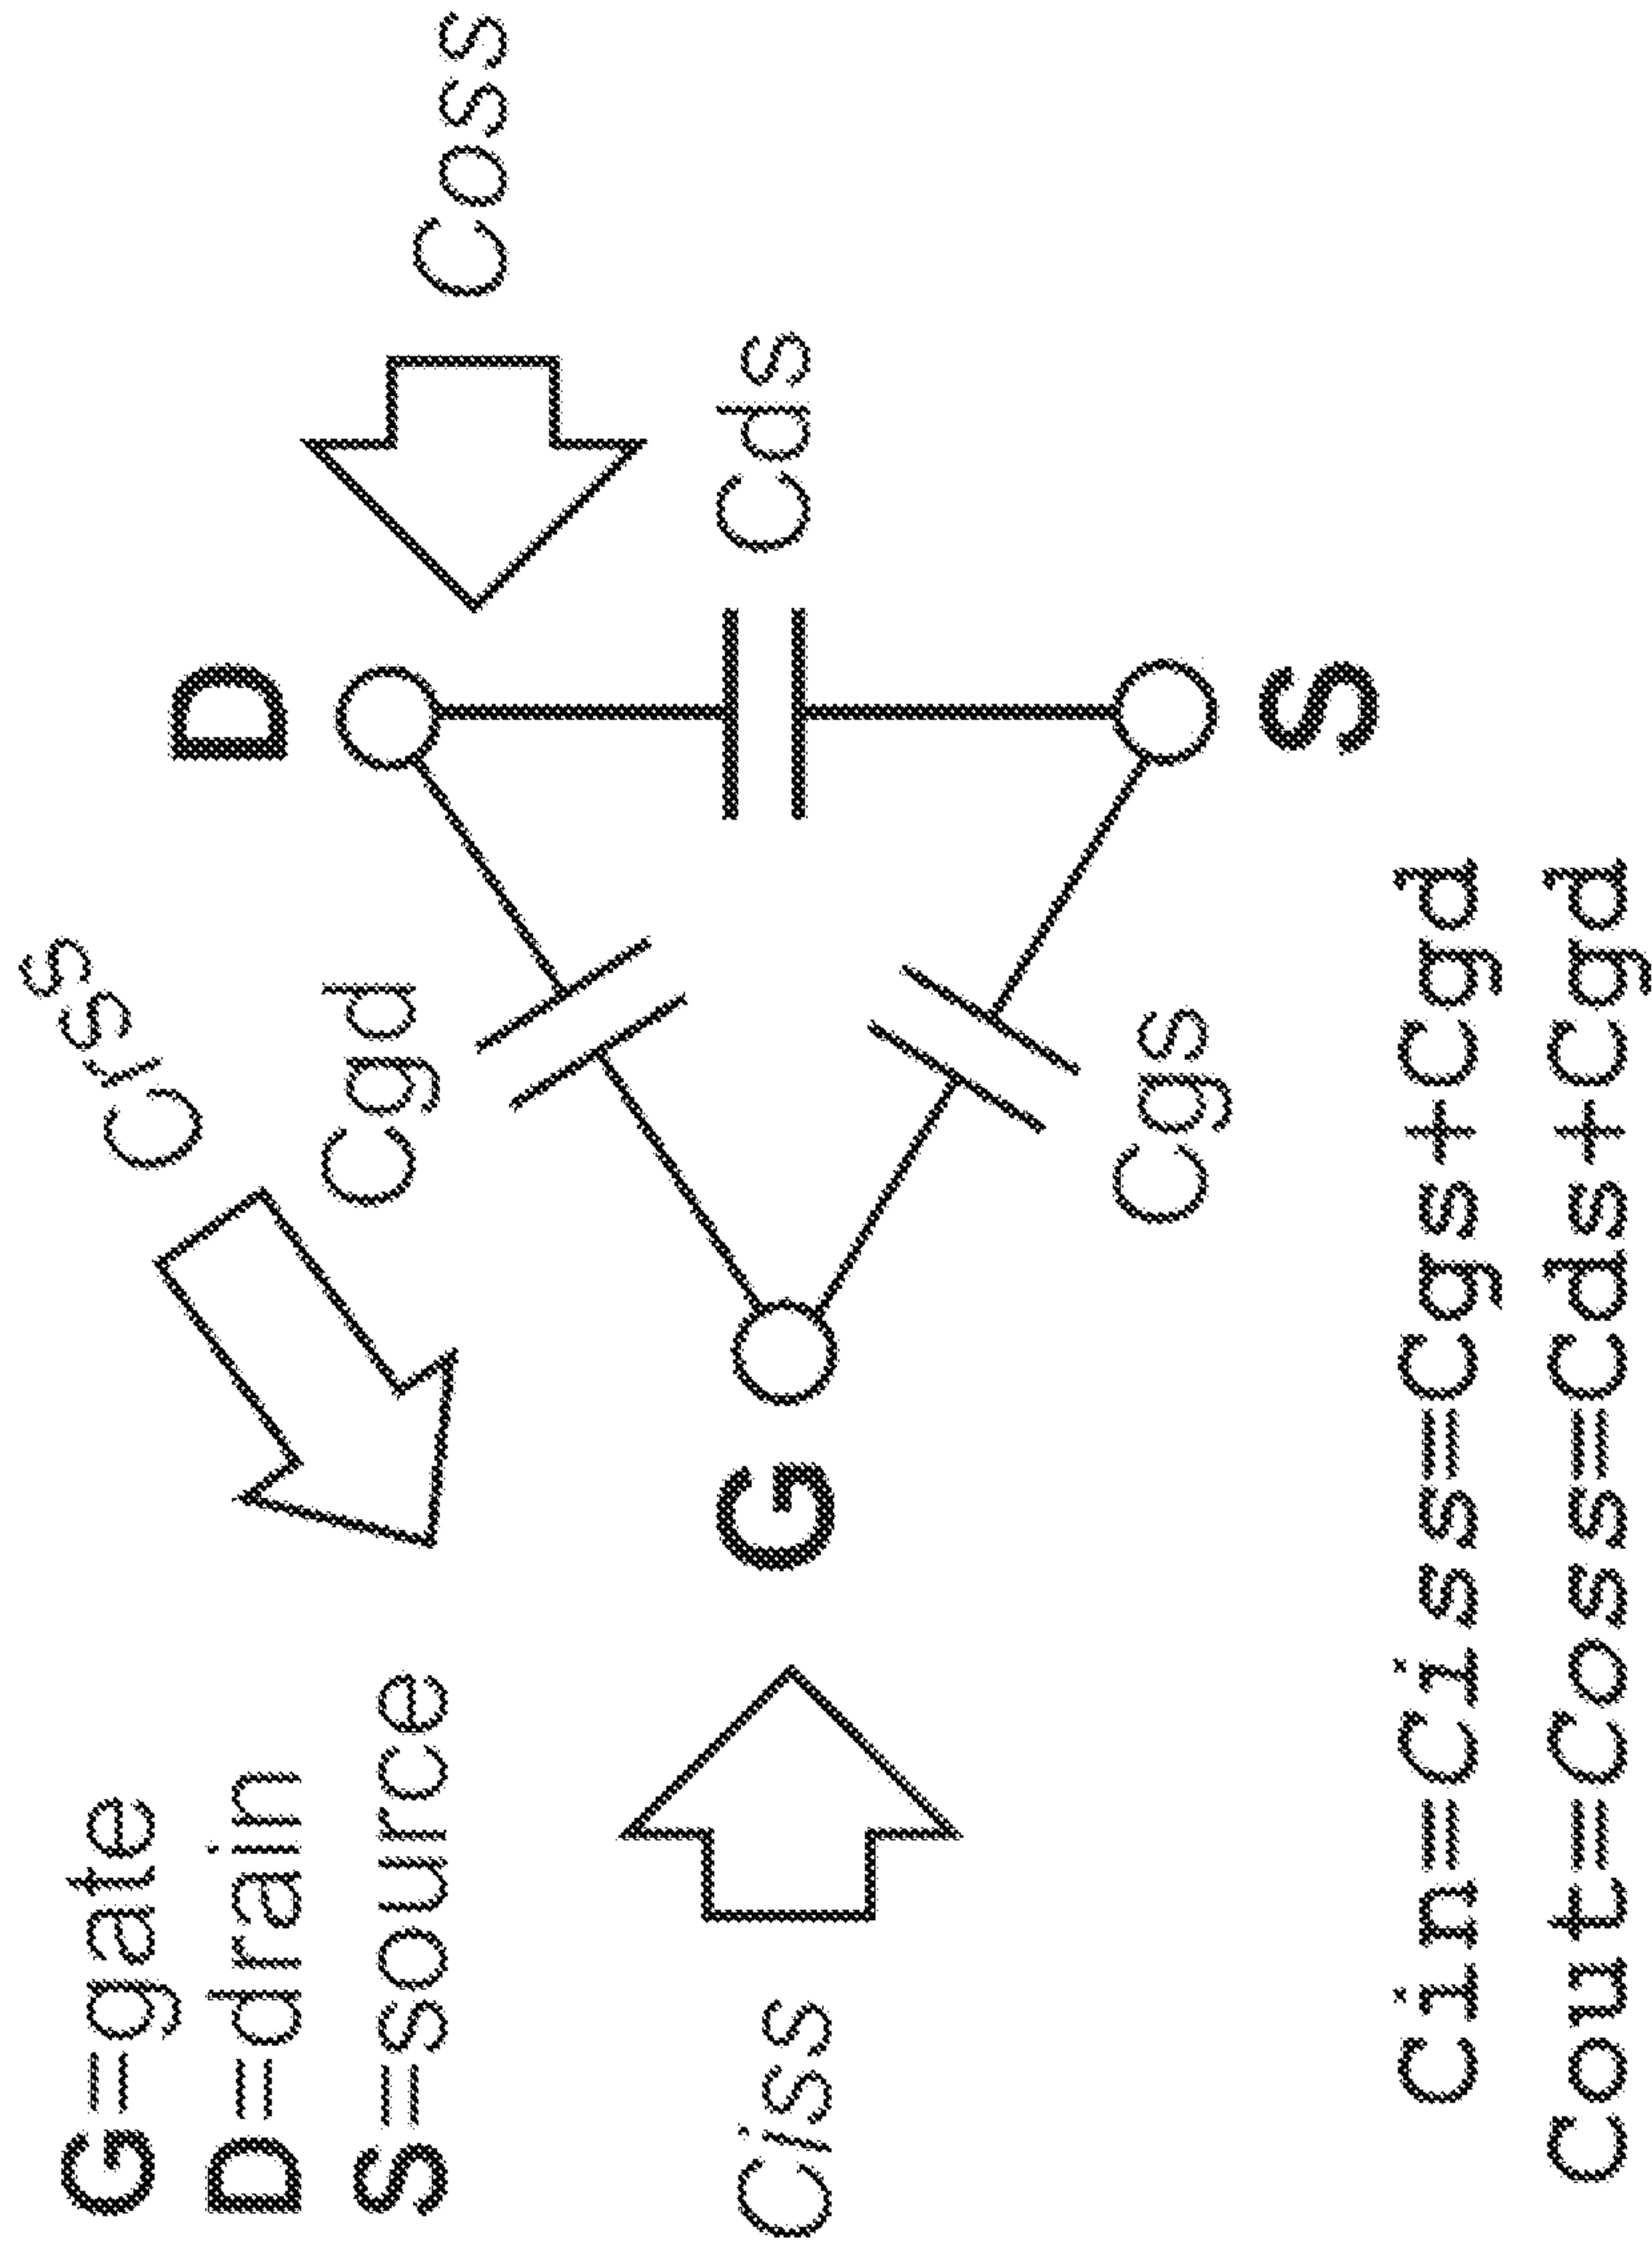 G=gate
D=drain
S=source
Crss
Cgd
D
Coss
Ciss
G
Cds
Cgs
S
Cin=Ciss=Cgs+Cgd
Cout=Coss=Cds+Cgd